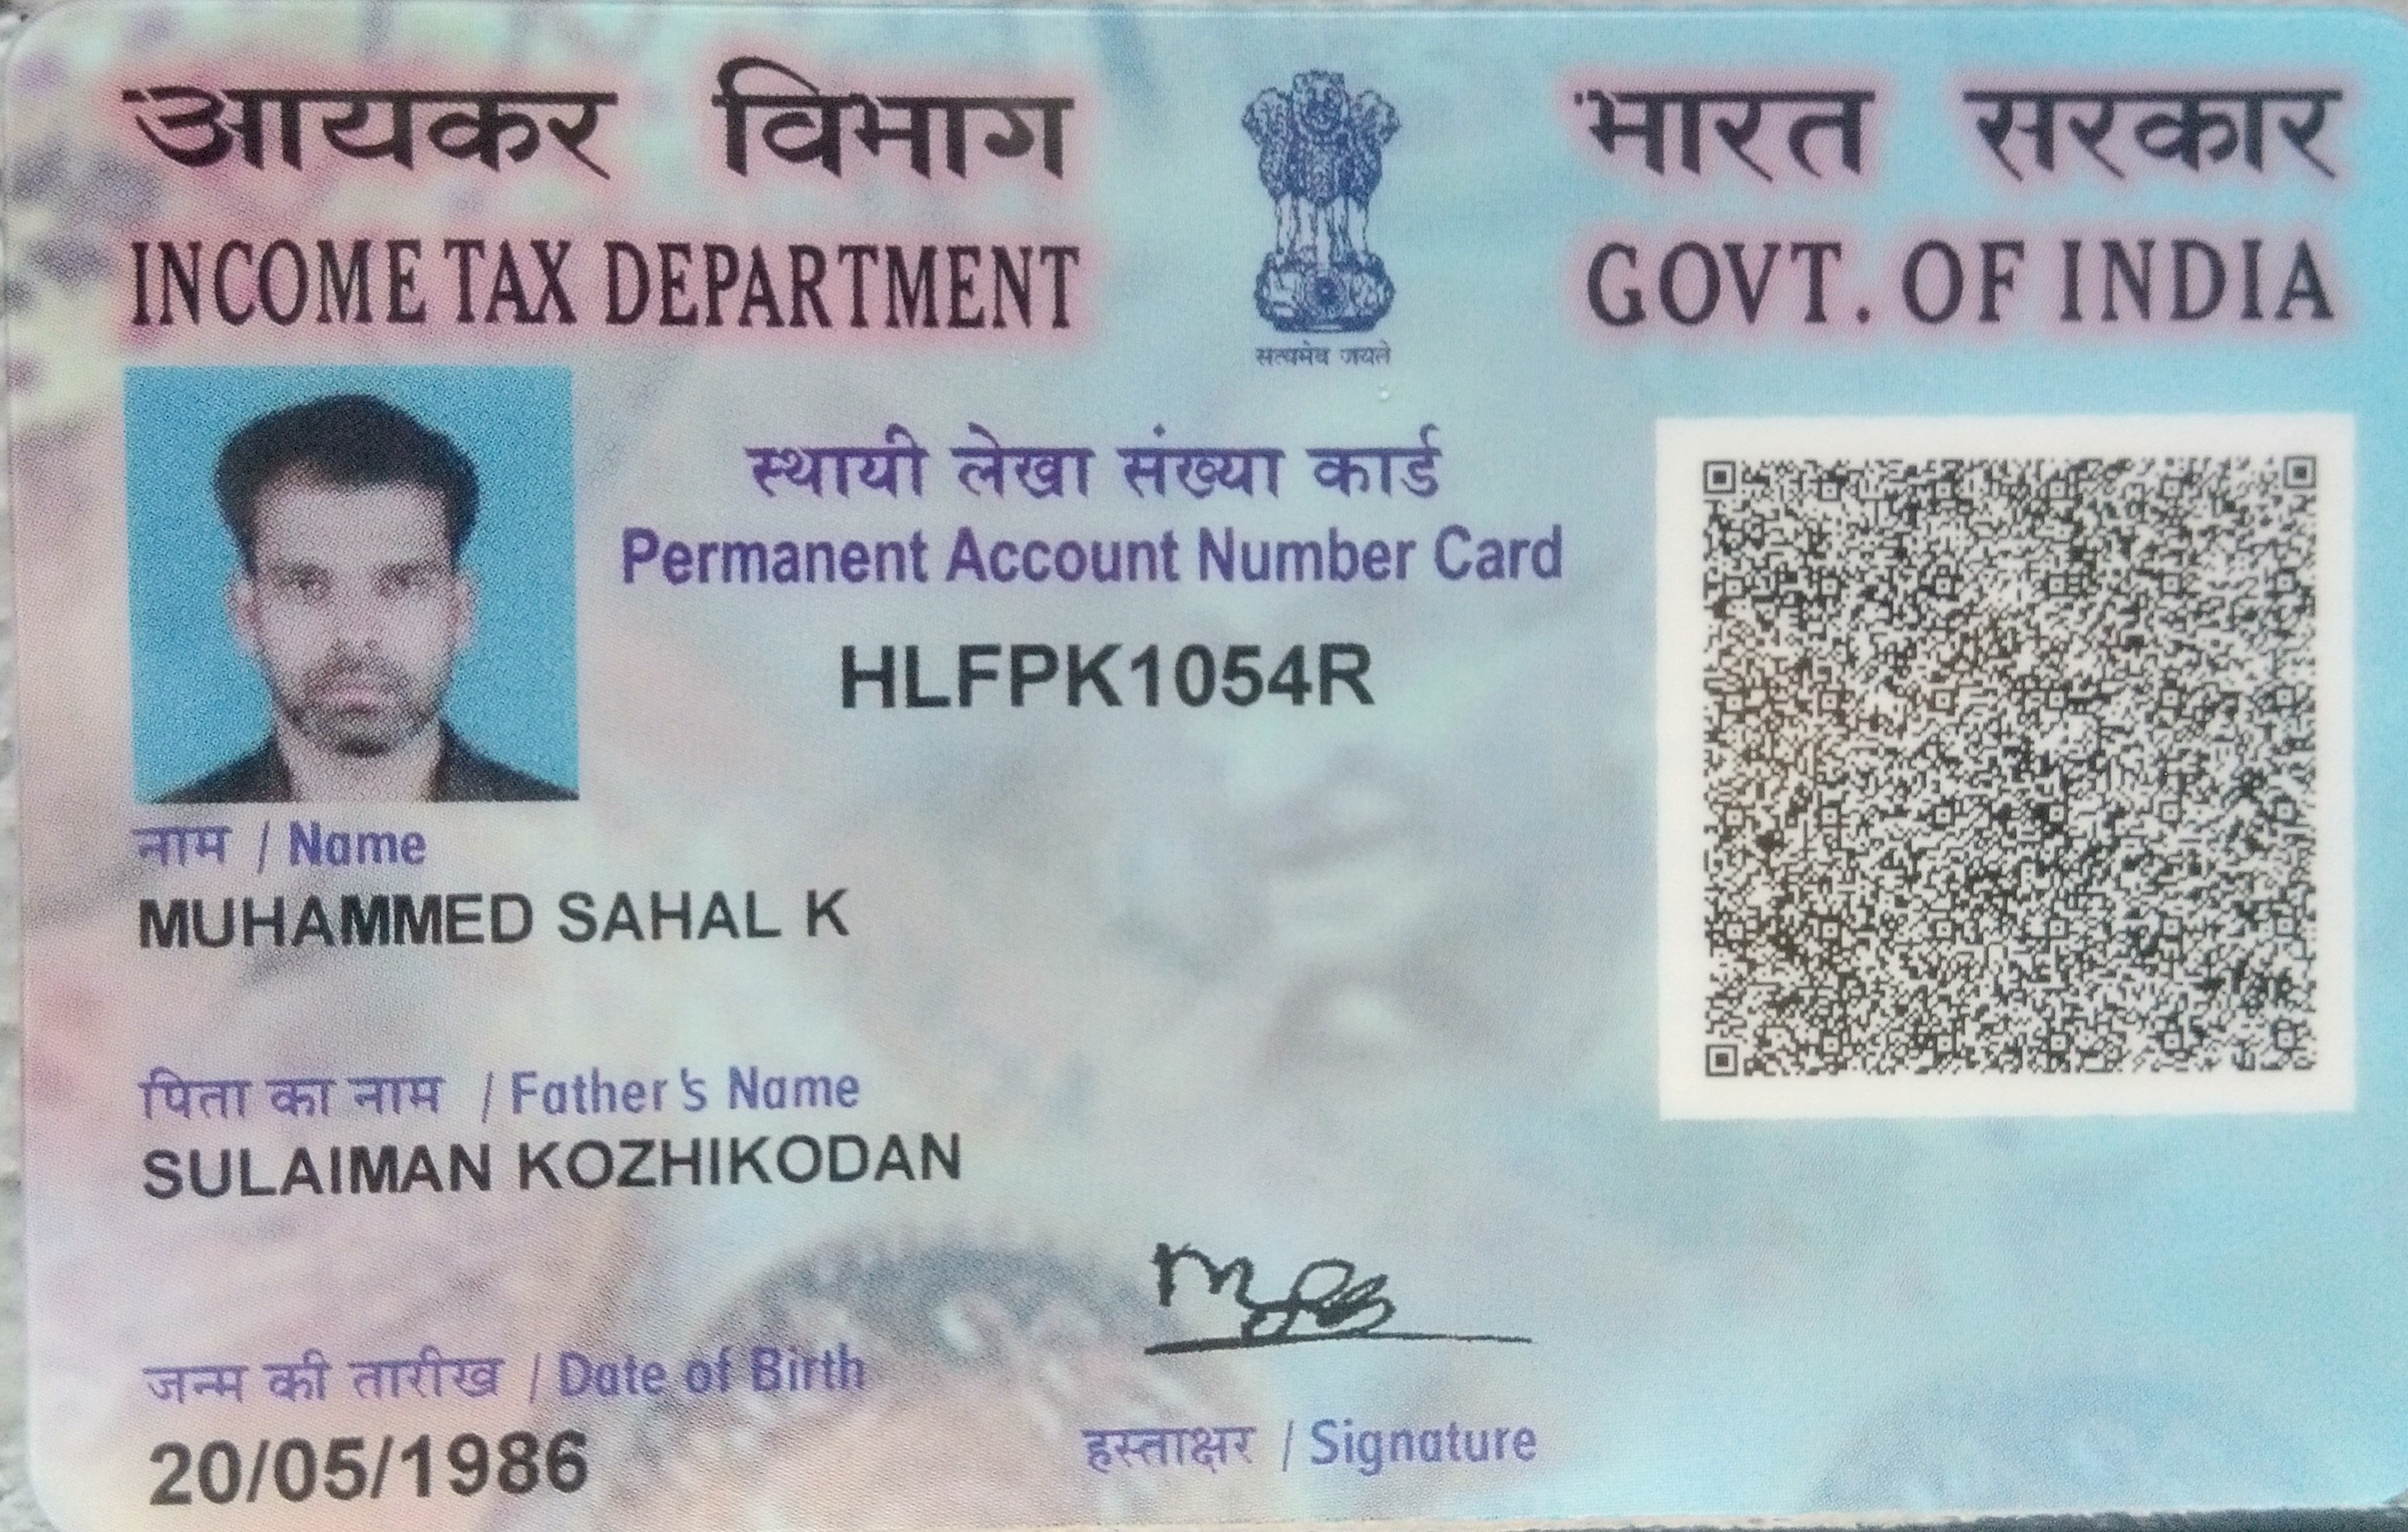 आयकर विभाग
INCOME TAX DEPARTMENT
सत्यमेव जयते
भारत सरकार
GOVT. OF INDIA
स्थायी लेखा संख्या कार्ड
Permanent Account Number Card
HLFPK1054R
नाम / Name
MUHAMMED SAHAL K
पिता का नाम / Father's Name
SULAIMAN KOZHIKODAN
जन्म की तारीख / Date of Birth
20/05/1986
हस्ताक्षर / Signature